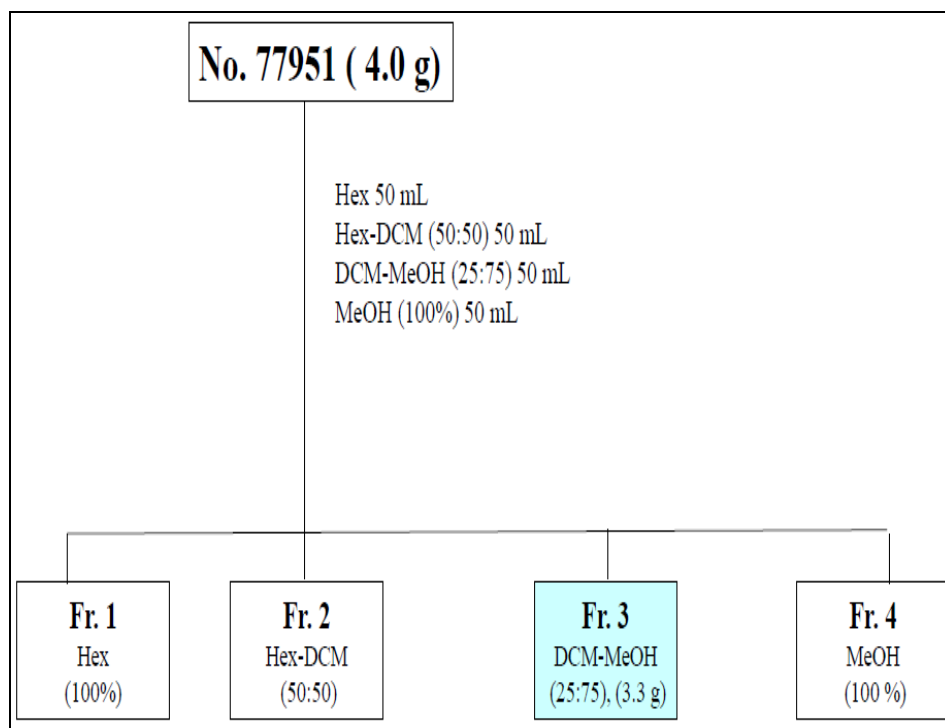 No. 77951 ( 4.0 g)
Hex 50 mL
Hex-DCM (50:50) 50 mL
DCM-MeOH (25:75) 50 mL
MeOH (100%) 50 mL
Fr. 1
Hex
(100%)
Fr. 2
Hex-DCM
(50:50)
Fr. 3
DCM-MeOH
(25:75), (3.3 g)
Fr. 4
MeOH
(100 %)